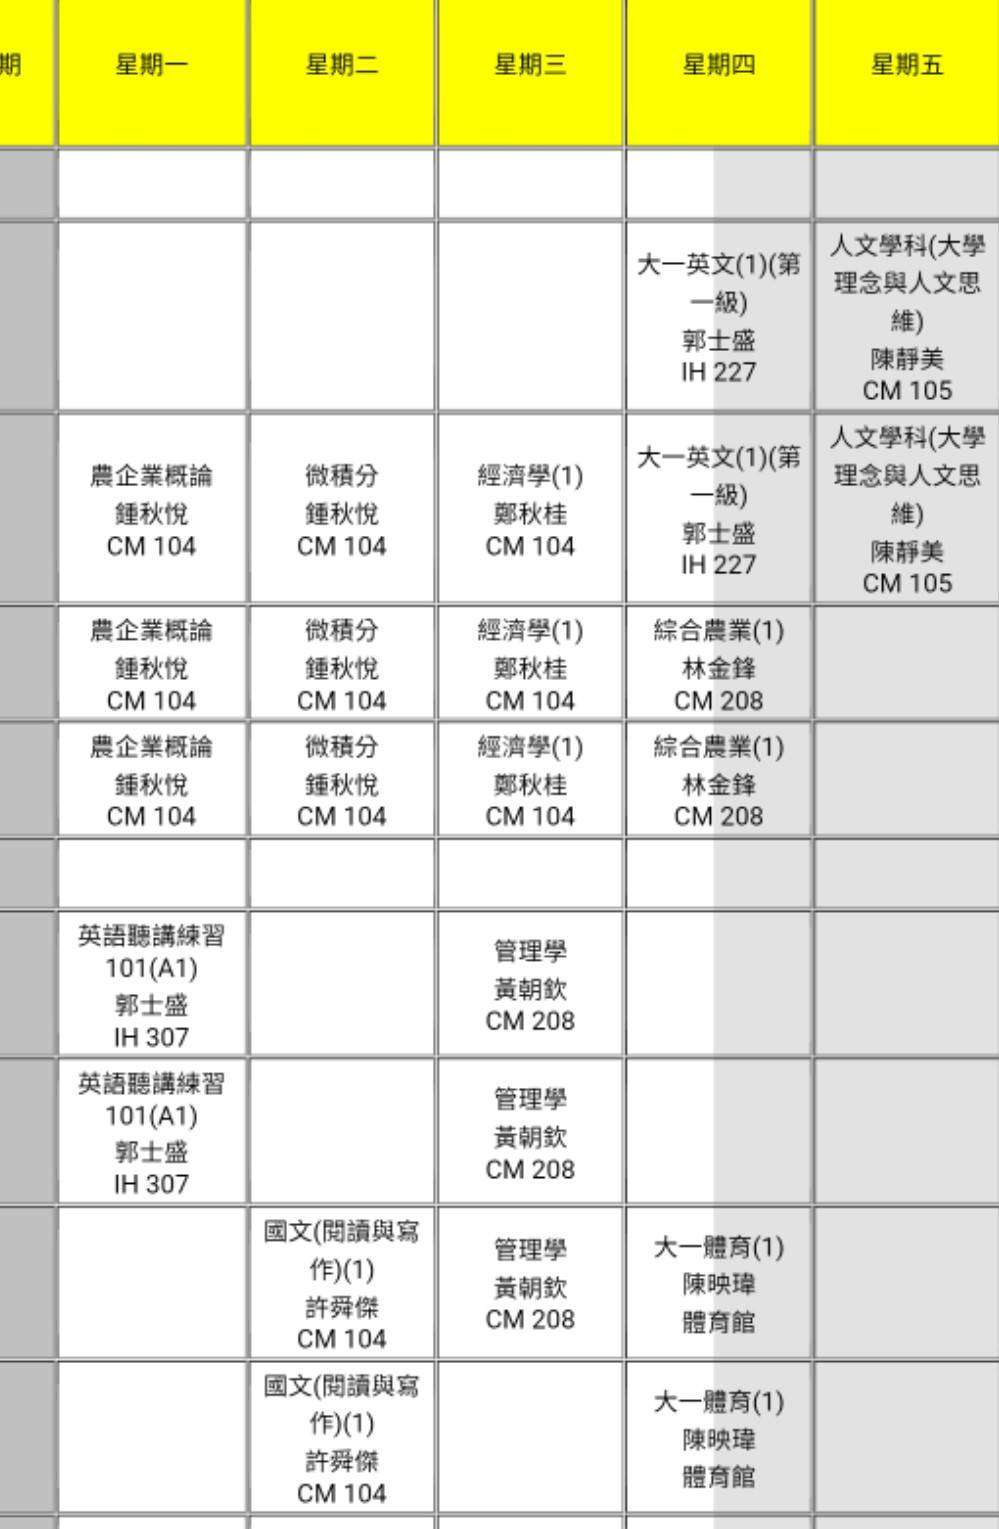 期
星期一
星期二
星期三
星期四
星期五
大一英文(1)(第
一級)
郭士盛
IH 227
人文學科(大學
理念與人文思
維)
陳靜美
CM 105
農企業概論
鍾秋悅
CM 104
微積分
鍾秋悅
CM 104
經濟學(1)
鄭秋桂
CM 104
大一英文(1)(第
一級)
郭士盛
IH 227
人文學科(大學
理念與人文思
維)
陳靜美
CM 105
農企業概論
鍾秋悅
CM 104
微積分
鍾秋悅
CM 104
經濟學(1)
鄭秋桂
CM 104
綜合農業(1)
林金鋒
CM 208
農企業概論
鍾秋悅
CM 104
微積分
鍾秋悅
CM 104
經濟學(1)
鄭秋桂
CM 104
綜合農業(1)
林金鋒
CM 208
英語聽講練習
101(A1)
郭士盛
IH 307
管理學
黃朝欽
CM 208
英語聽講練習
101(A1)
郭士盛
IH 307
管理學
黃朝欽
CM 208
國文(閱讀與寫
作)(1)
許舜傑
CM 104
管理學
黃朝欽
CM 208
大一體育(1)
陳映瑋
體育館
國文(閱讀與寫
作)(1)
許舜傑
CM 104
大一體育(1)
陳映瑋
體育館